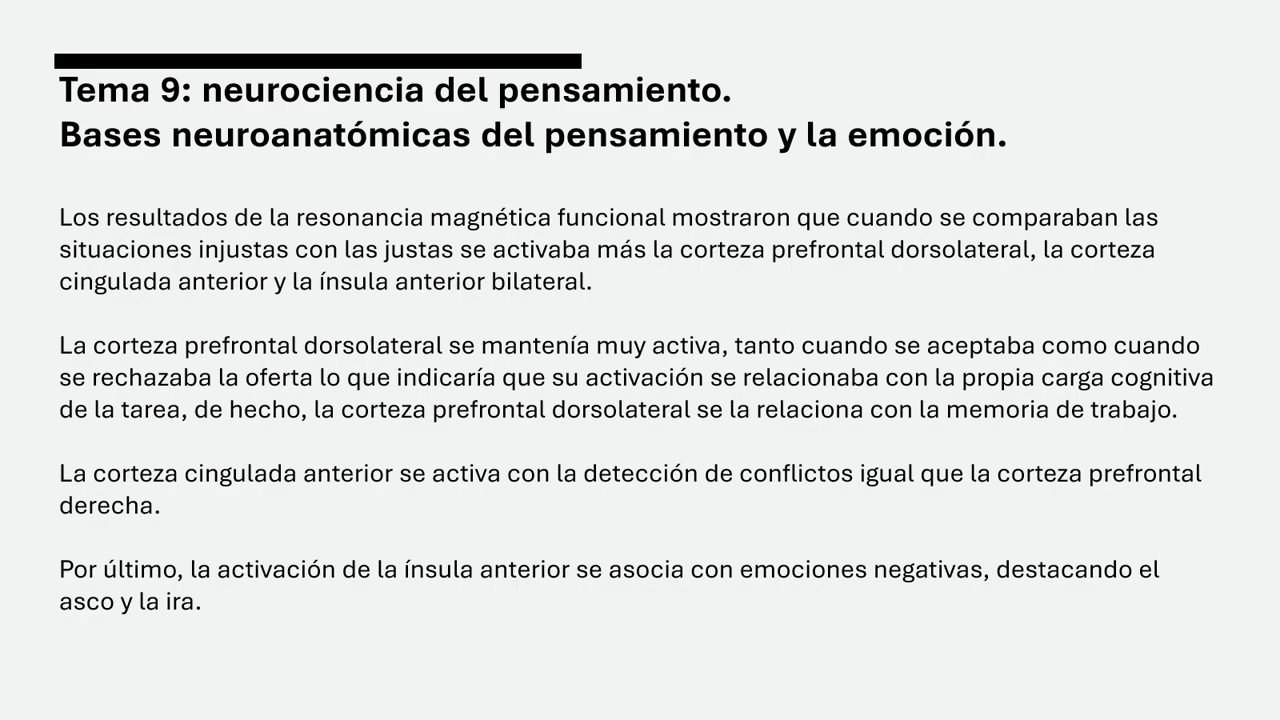 Tema 9: neurociencia del pensamiento.
Bases neuroanatómicas del pensamiento y la emoción.
Los resultados de la resonancia magnética funcional mostraron que cuando se comparaban las
situaciones injustas con las justas se activaba más la corteza prefrontal dorsolateral, la corteza
cingulada anterior y la ínsula anterior bilateral.
La corteza prefrontal dorsolateral se mantenía muy activa, tanto cuando se aceptaba como cuando
se rechazaba la oferta lo que indicaría que su activación se relacionaba con la propia carga cognitiva
de la tarea, de hecho, la corteza prefrontal dorsolateral se la relaciona con la memoria de trabajo.
La corteza cingulada anterior se activa con la detección de conflictos igual que la corteza prefrontal
derecha.
Por último, la activación de la ínsula anterior se asocia con emociones negativas, destacando el
asco y la ira.